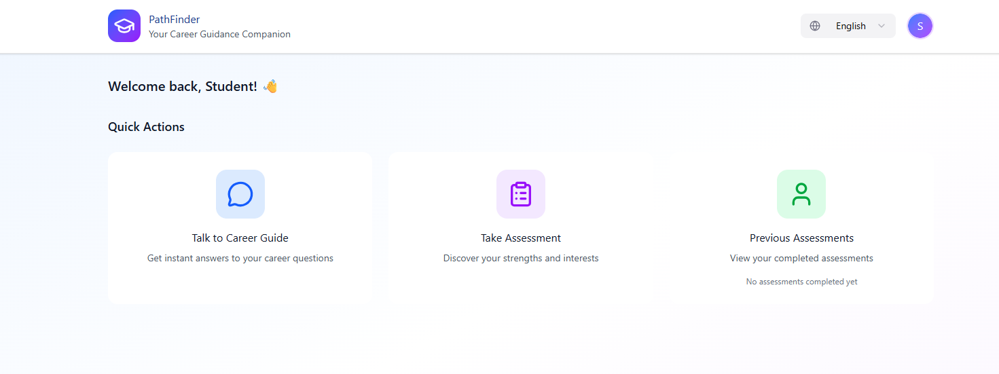 PathFinder
Your Career Guidance Companion
English
S
Welcome back, Student! 👋
Quick Actions
Talk to Career Guide
Get instant answers to your career questions
Take Assessment
Discover your strengths and interests
Previous Assessments
View your completed assessments
No assessments completed yet